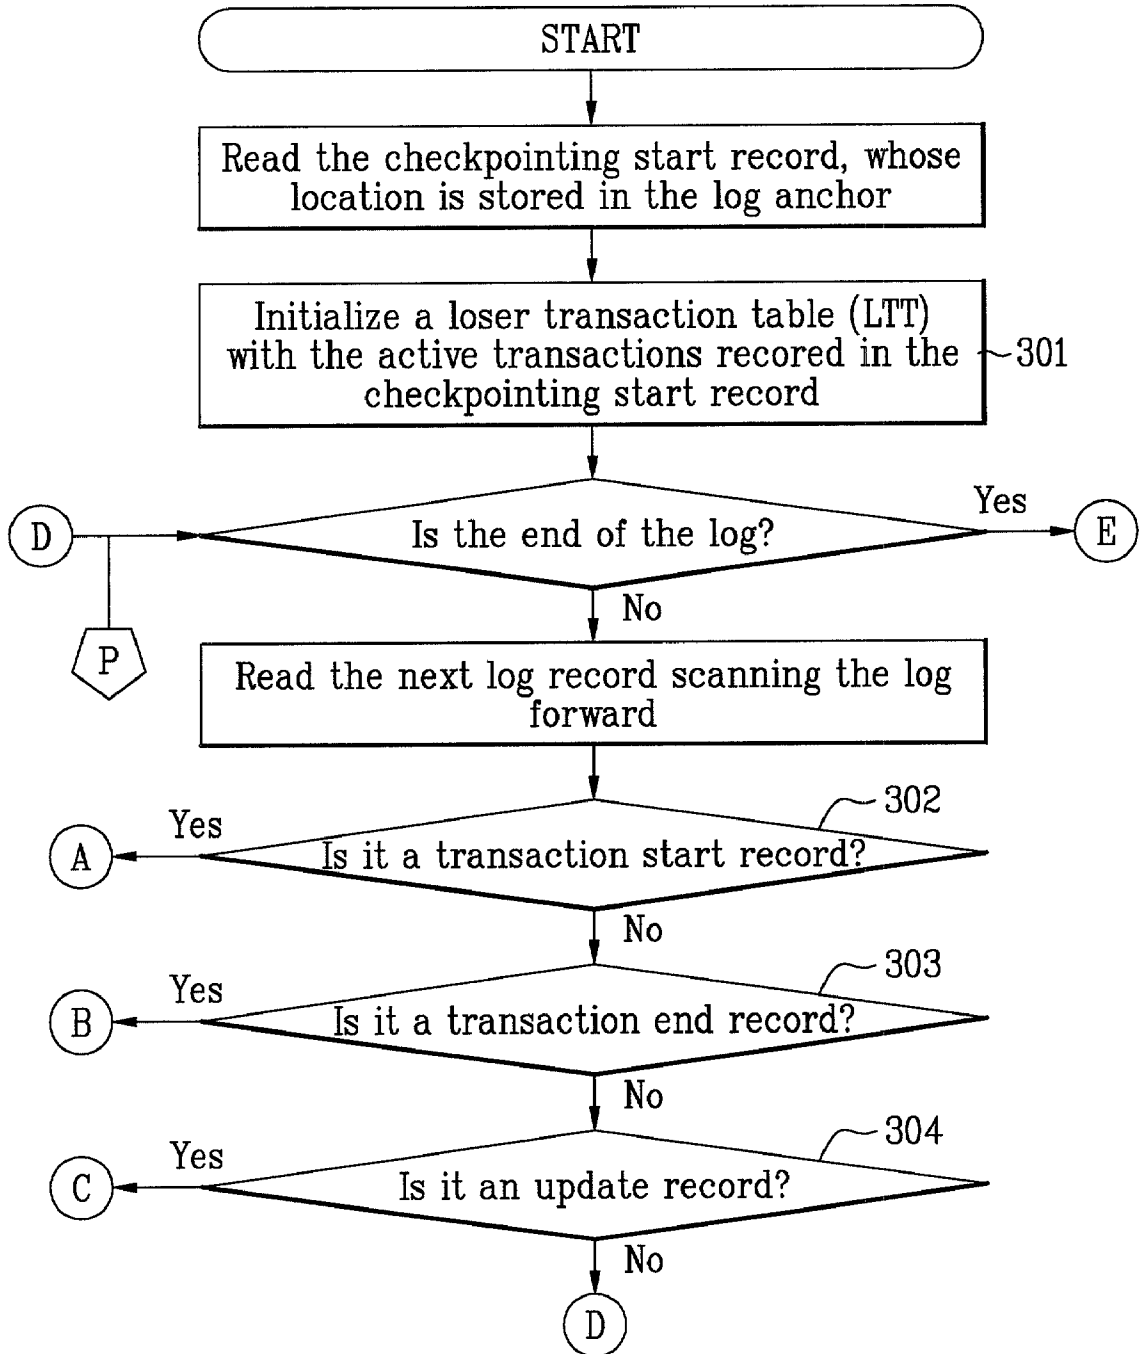 START
Read the checkpointing start record, whose
location is stored in the log anchor
Initialize a loser transaction table (LTT)
with the active transactions recored in the
checkpointing start record
301
D
Is the end of the log?
Yes
E
No
P
Read the next log record scanning the log
forward
302
Yes
A
Is it a transaction start record?
No
303
Yes
B
Is it a transaction end record?
No
304
Yes
C
Is it an update record?
No
D